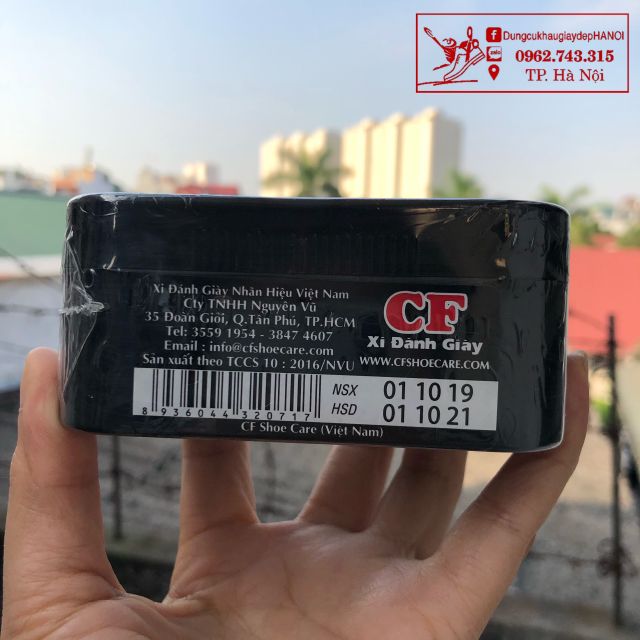 f DungcukhaugiaydepHANOI
zalo 0962.743.315
TP. Hà Nội
Xi Đánh Giày Nhãn Hiệu Việt Nam
Cty TNHH Nguyên Vũ
35 Đoàn Giỏi, Q.Tân Phú, TP.HCM
Tel: 3559 1954 - 3847 4607
Email : info@cfshoecare.com
Sản xuất theo TCCS 10 : 2016/NVU
CF
Xi Đánh Giày
WWW.CFSHOECARE.COM
8 936044 320717
NSX 01 10 19
HSD 01 10 21
CF Shoe Care (Việt Nam)